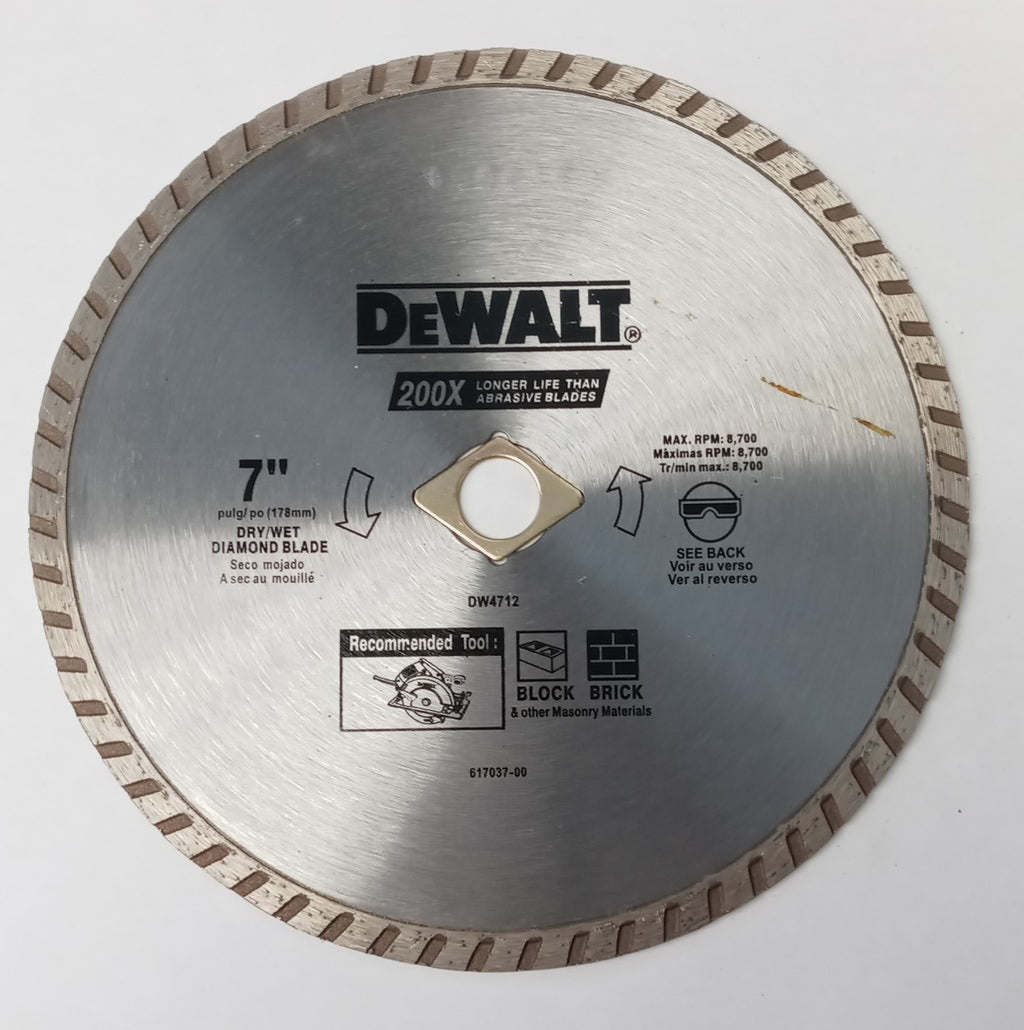 DEWALT®
200X LONGER LIFE THAN
ABRASIVE BLADES
7"
pulg/po (178mm)
DRY/WET
DIAMOND BLADE
Seco mojado
A sec au mouillé
MAX. RPM: 8,700
Màximas RPM: 8,700
Tr/min max.: 8,700
SEE BACK
Voir au verso
Ver al reverso
DW4712
Recommended Tool:
BLOCK BRICK
& other Masonry Materials
617037-00